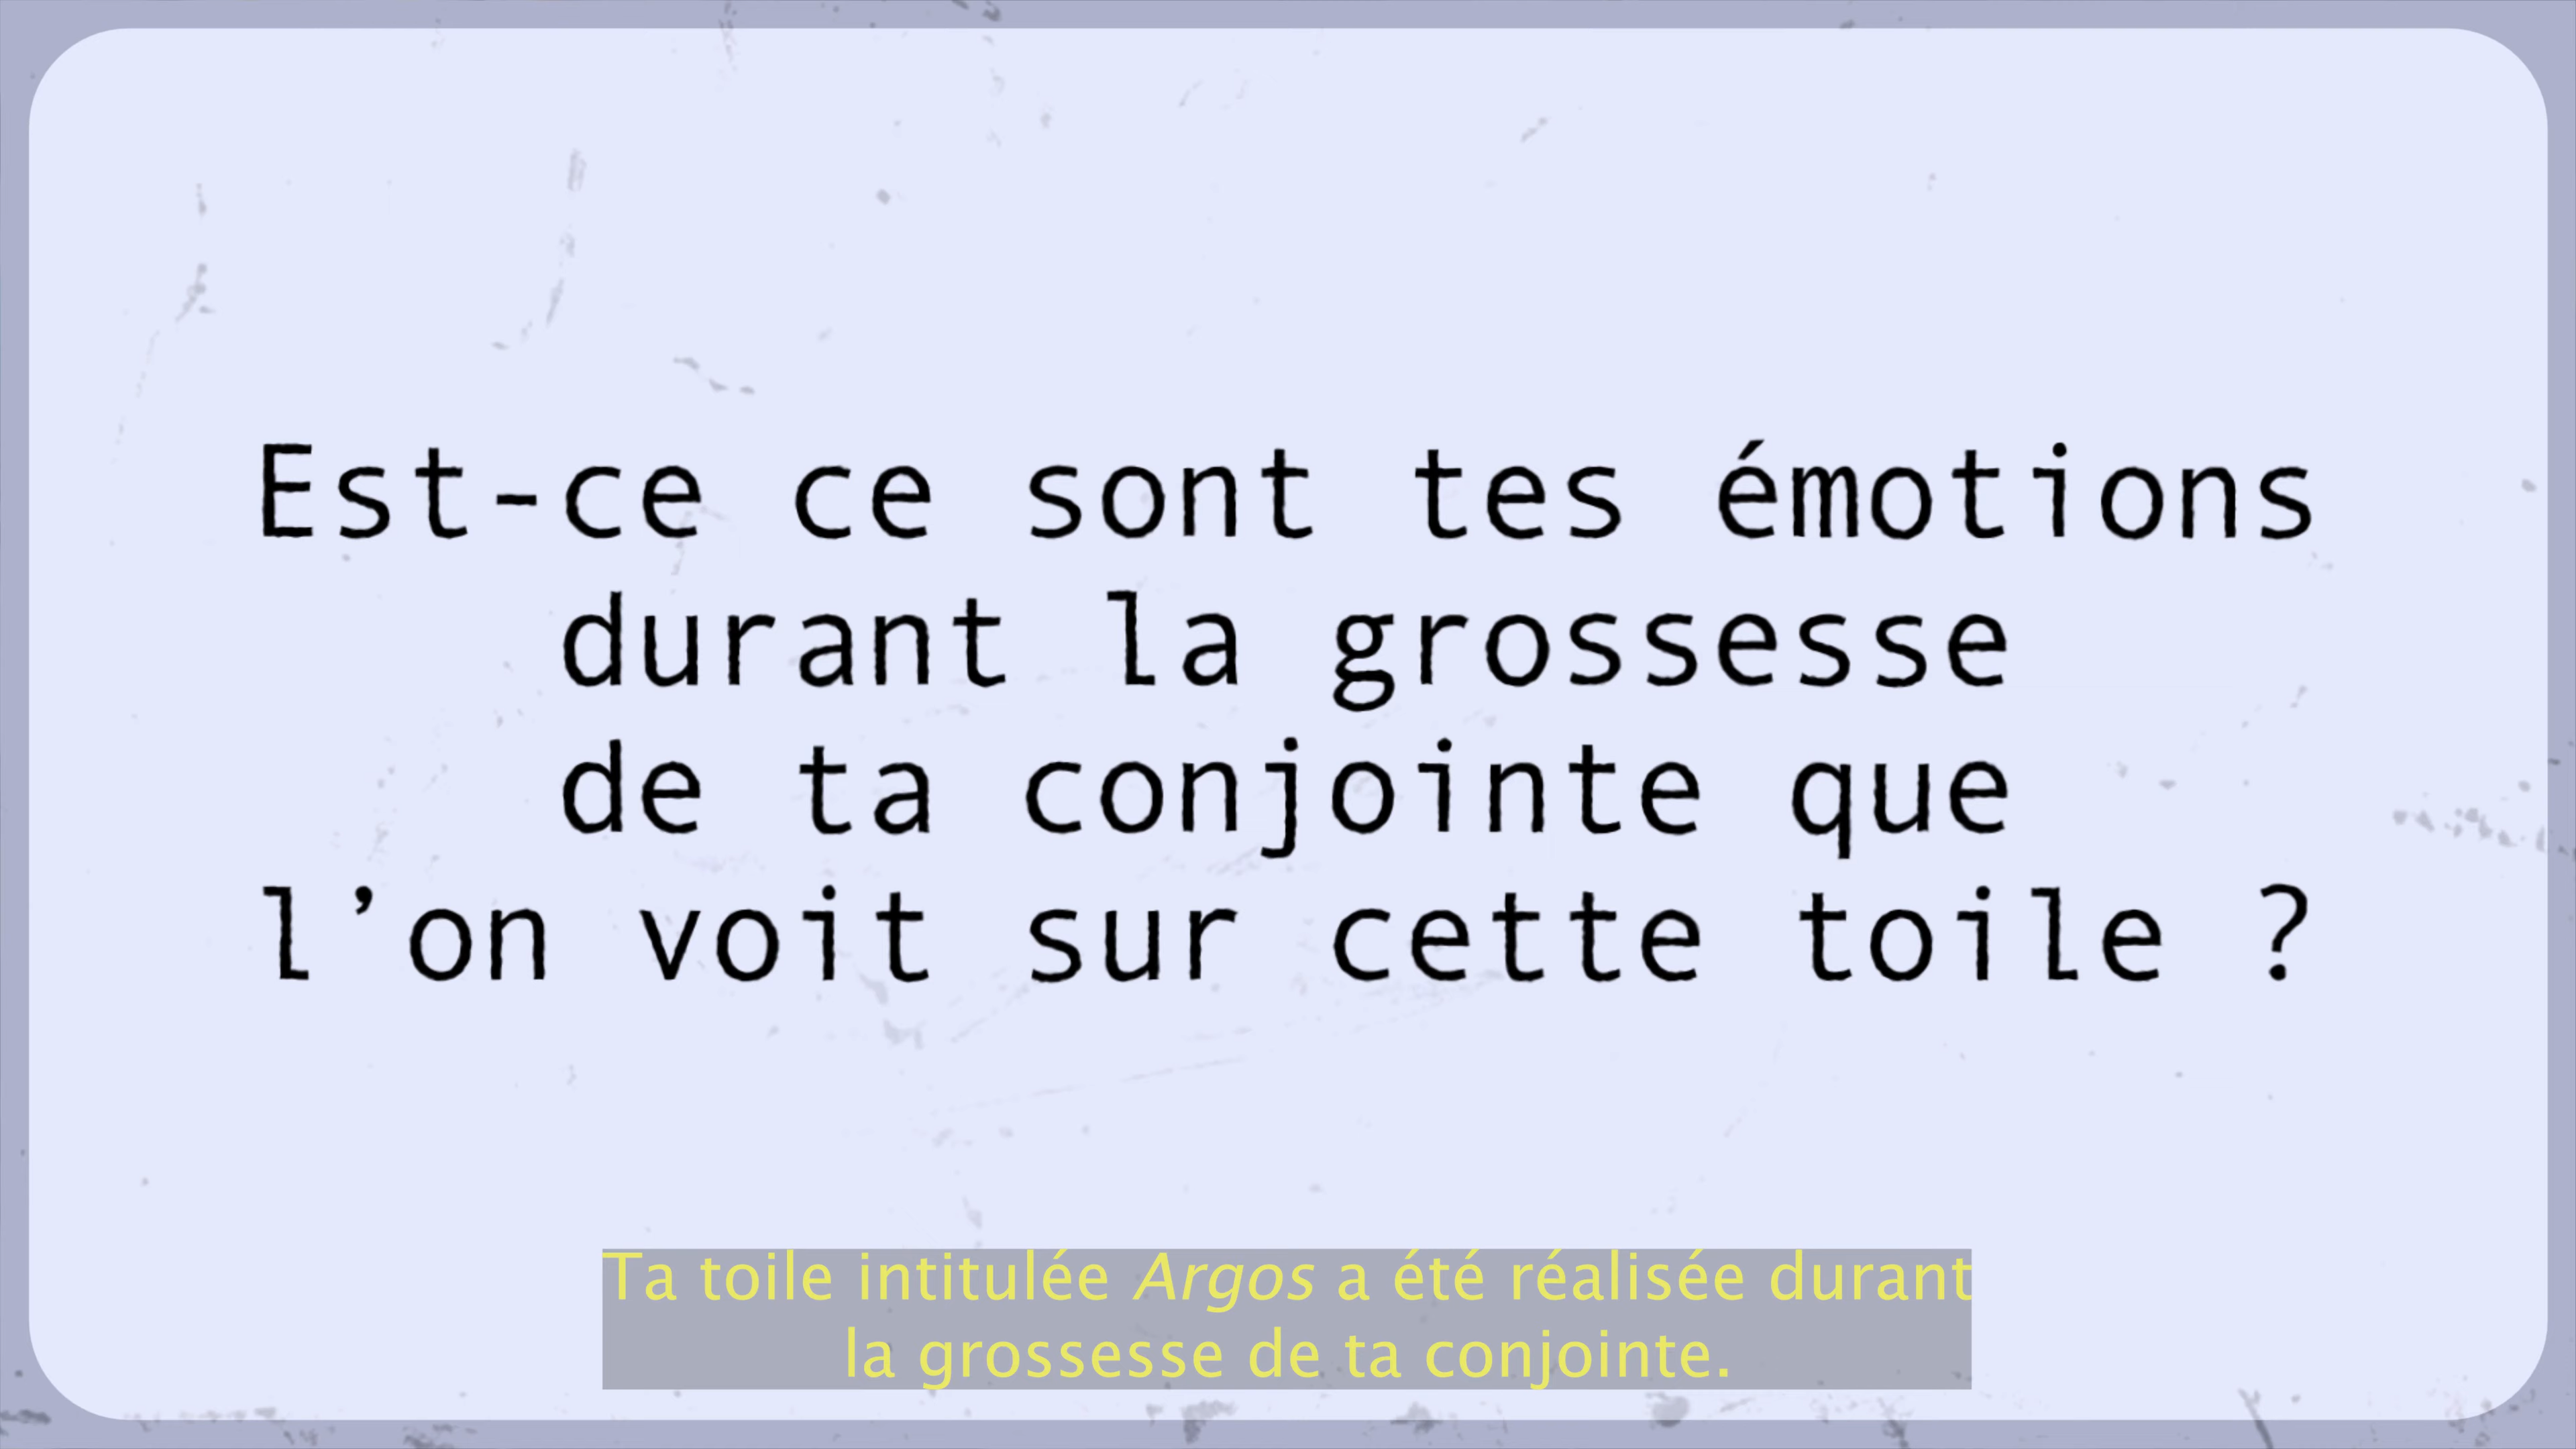 Est-ce ce sont tes émotions
durant la grossesse
de ta conjointe que
l’on voit sur cette toile ?
Ta toile intitulée Argos a été réalisée durant
la grossesse de ta conjointe.